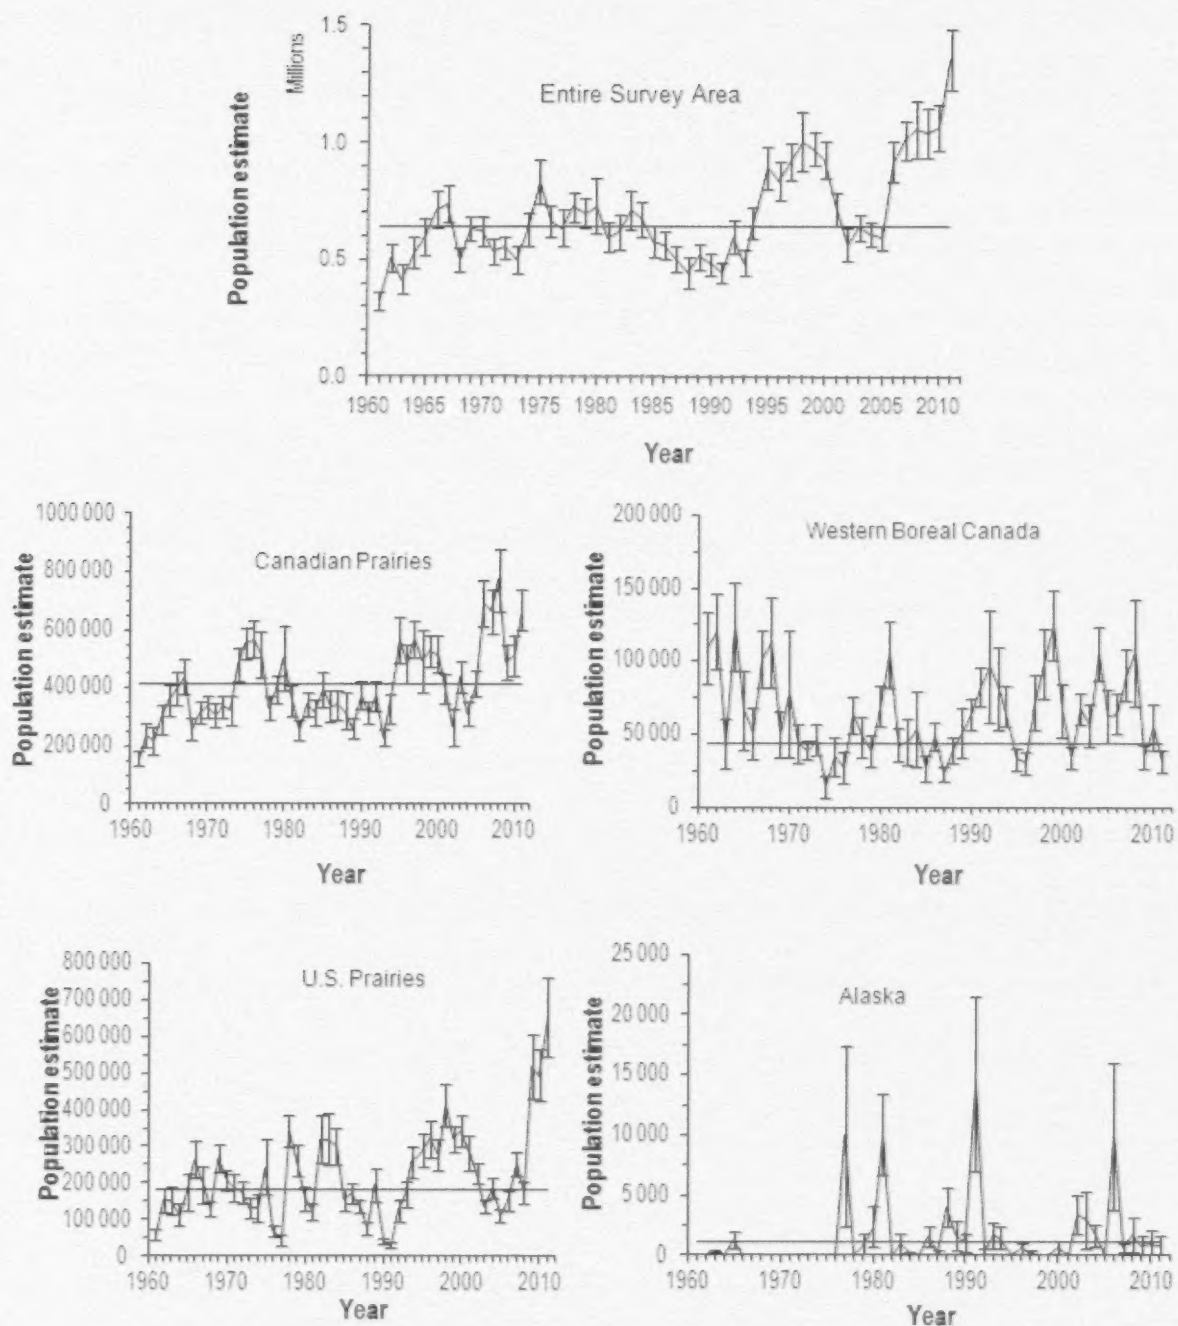 Entire Survey Area
Millions
Population estimate
1.5
1.0
0.5
0.0
1960 1965 1970 1975 1980 1985 1990 1995 2000 2005 2010
Year
Canadian Prairies
Population estimate
1000 000
800 000
600 000
400 000
200 000
0
1960 1970 1980 1990 2000 2010
Year
Western Boreal Canada
Population estimate
200 000
150 000
100 000
50 000
0
1960 1970 1980 1990 2000 2010
Year
U.S. Prairies
Population estimate
800 000
700 000
600 000
500 000
400 000
300 000
200 000
100 000
0
1960 1970 1980 1990 2000 2010
Year
Alaska
Population estimate
25 000
20 000
15 000
10 000
5 000
0
1960 1970 1980 1990 2000 2010
Year